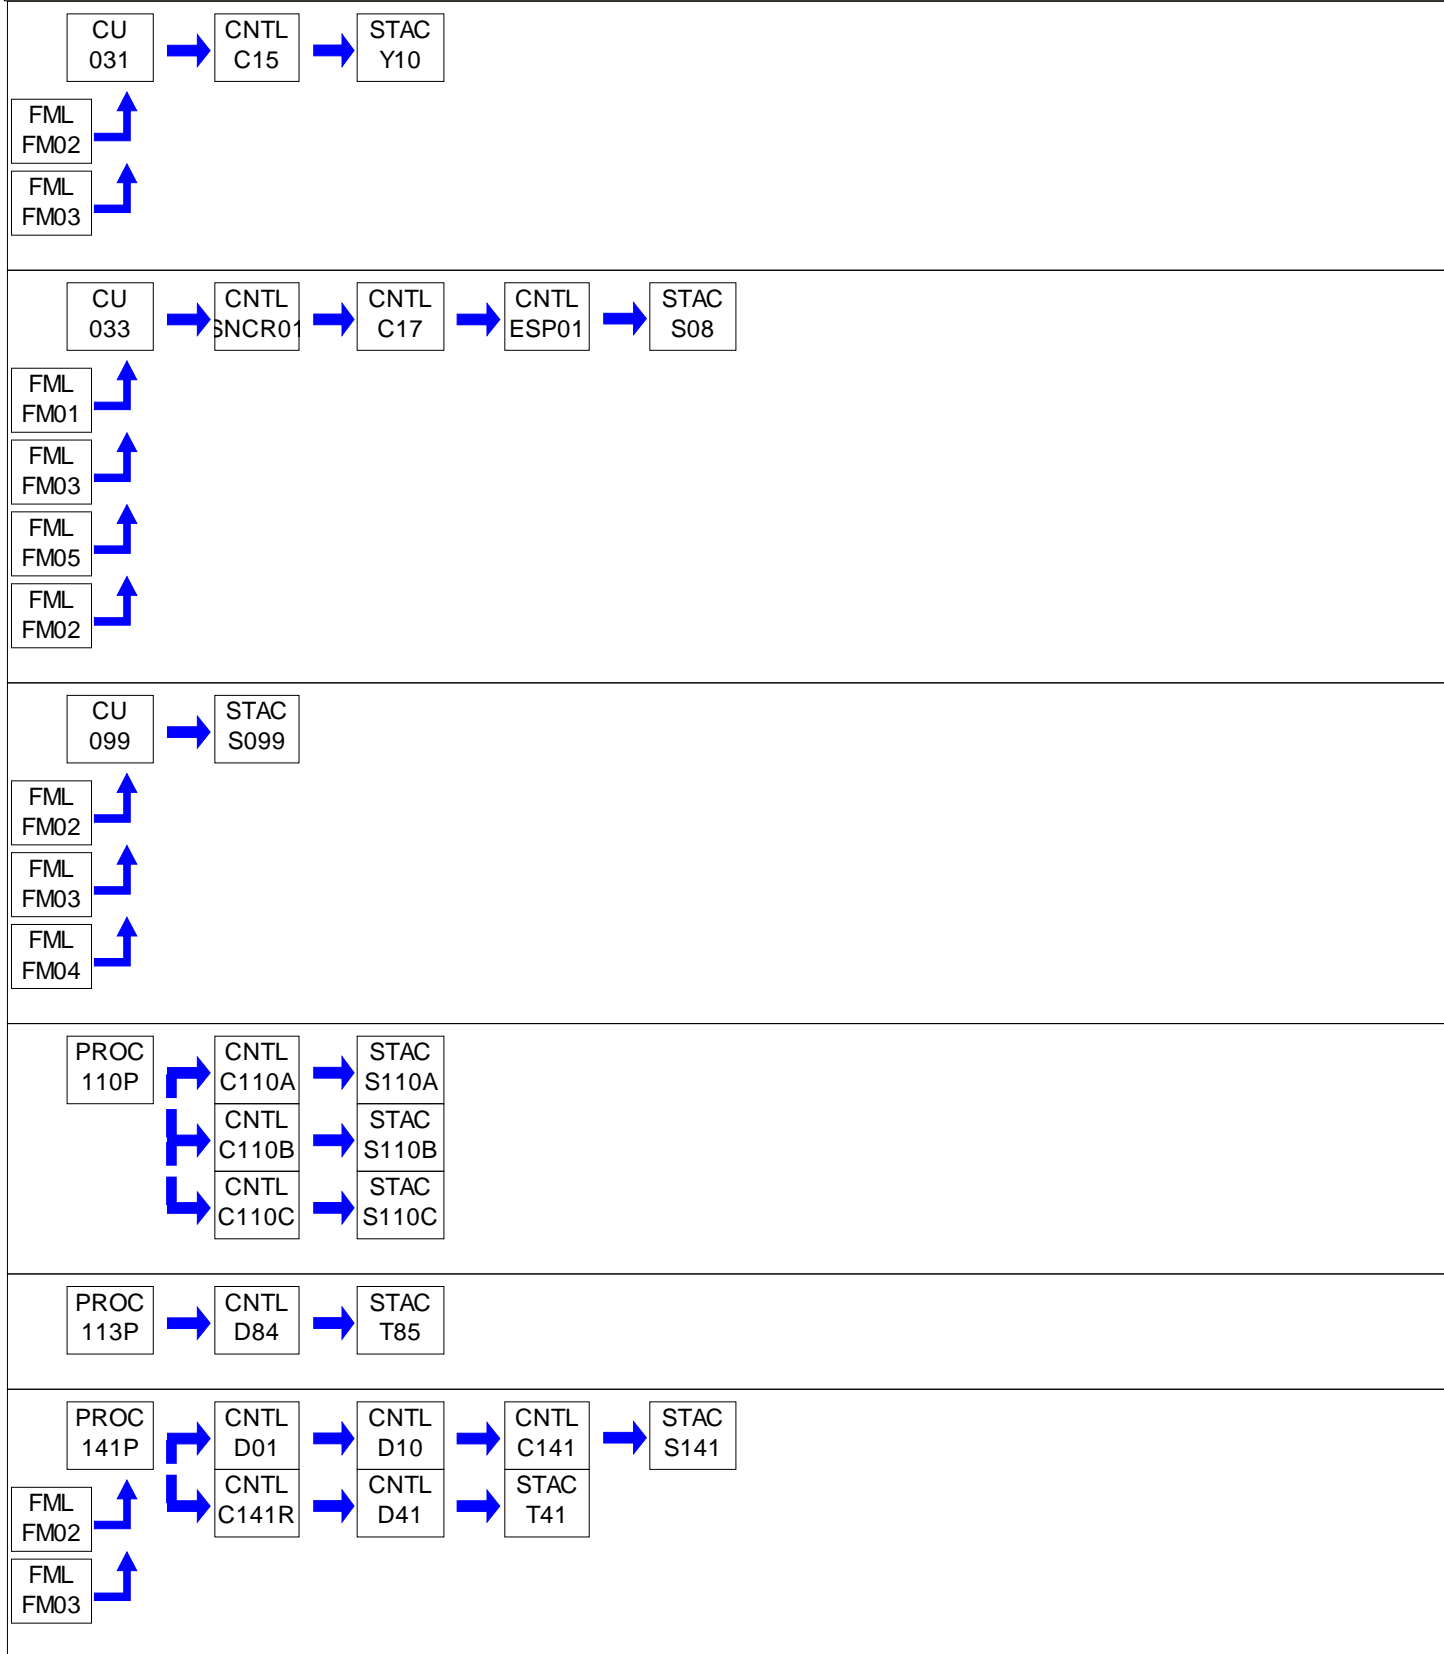 CU
031
CNTL
C15
STAC
Y10
FML
FM02
FML
FM03
CU
033
CNTL
SNCR01
CNTL
C17
CNTL
ESP01
STAC
S08
FML
FM01
FML
FM03
FML
FM05
FML
FM02
CU
099
STAC
S099
FML
FM02
FML
FM03
FML
FM04
PROC
110P
CNTL
C110A
STAC
S110A
CNTL
C110B
STAC
S110B
CNTL
C110C
STAC
S110C
PROC
113P
CNTL
D84
STAC
T85
PROC
141P
CNTL
D01
CNTL
D10
CNTL
C141
STAC
S141
CNTL
C141R
CNTL
D41
STAC
T41
FML
FM02
FML
FM03